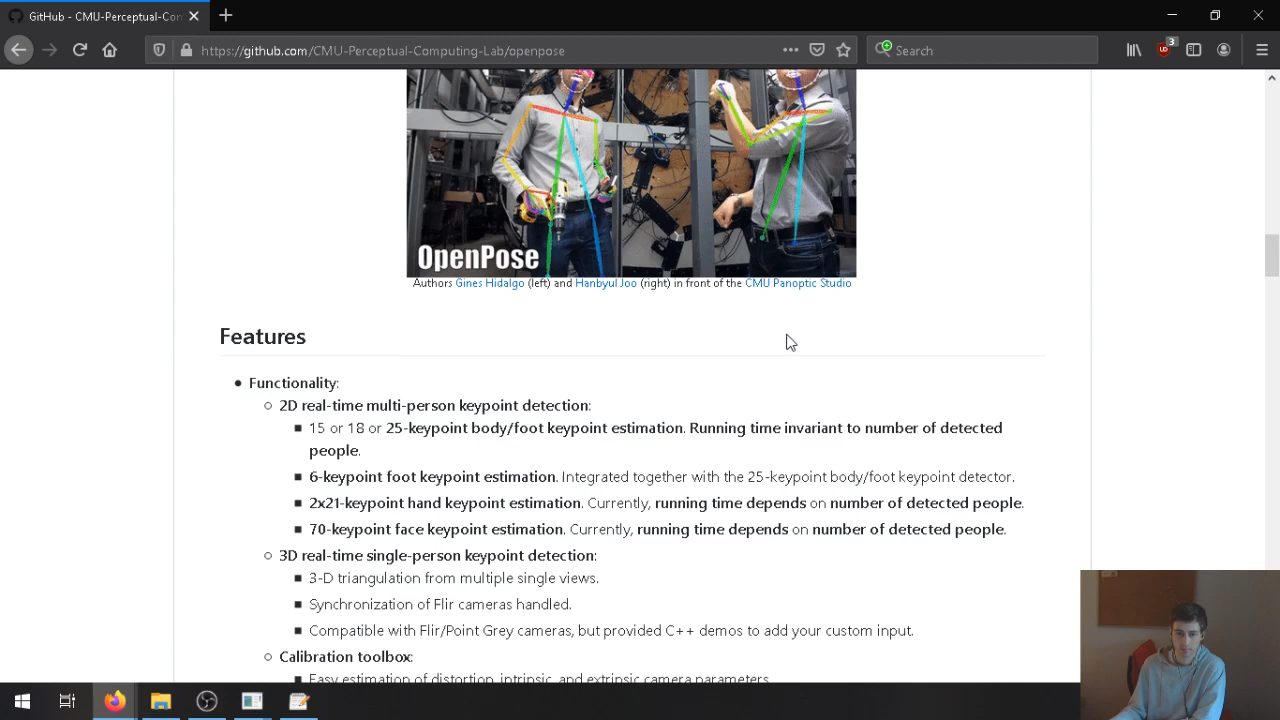 GitHub - CMU-Perceptual-Con
https://github.com/CMU-Perceptual-Computing-Lab/openpose
Search
3
OpenPose
Authors Gines Hidalgo (left) and Hanbyul Joo (right) in front of the CMU Panoptic Studio
Features
Functionality:
2D real-time multi-person keypoint detection:
15 or 18 or 25-keypoint body/foot keypoint estimation. Running time invariant to number of detected
people.
6-keypoint foot keypoint estimation. Integrated together with the 25-keypoint body/foot keypoint detector.
2x21-keypoint hand keypoint estimation. Currently, running time depends on number of detected people.
70-keypoint face keypoint estimation. Currently, running time depends on number of detected people.
3D real-time single-person keypoint detection:
3-D triangulation from multiple single views.
Synchronization of Flir cameras handled.
Compatible with Flir/Point Grey cameras, but provided C++ demos to add your custom input.
Calibration toolbox:
Easy estimation of distortion, intrinsic, and extrinsic camera parameters.